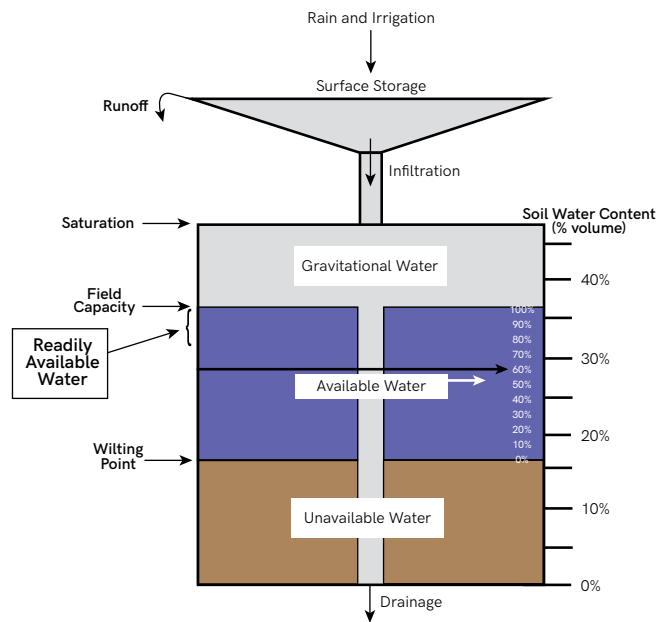 Rain and Irrigation
Surface Storage
Runoff
Infiltration
Saturation
Soil Water Content
(% volume)
Gravitational Water
40%
Field
Capacity
100%
90%
80%
70%
60%
50%
40%
30%
20%
10%
0%
Readily
Available
Water
30%
Available Water
20%
Wilting
Point
10%
Unavailable Water
0%
Drainage